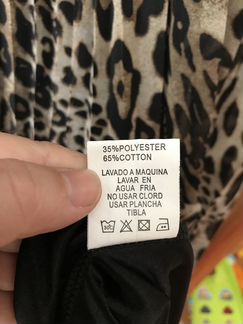 35%POLYESTER
65%COTTON
LAVADO A MAQUINA
LAVAR EN
AGUA FRIA
NO USAR CLORD
USAR PLANCHA
TIBLA